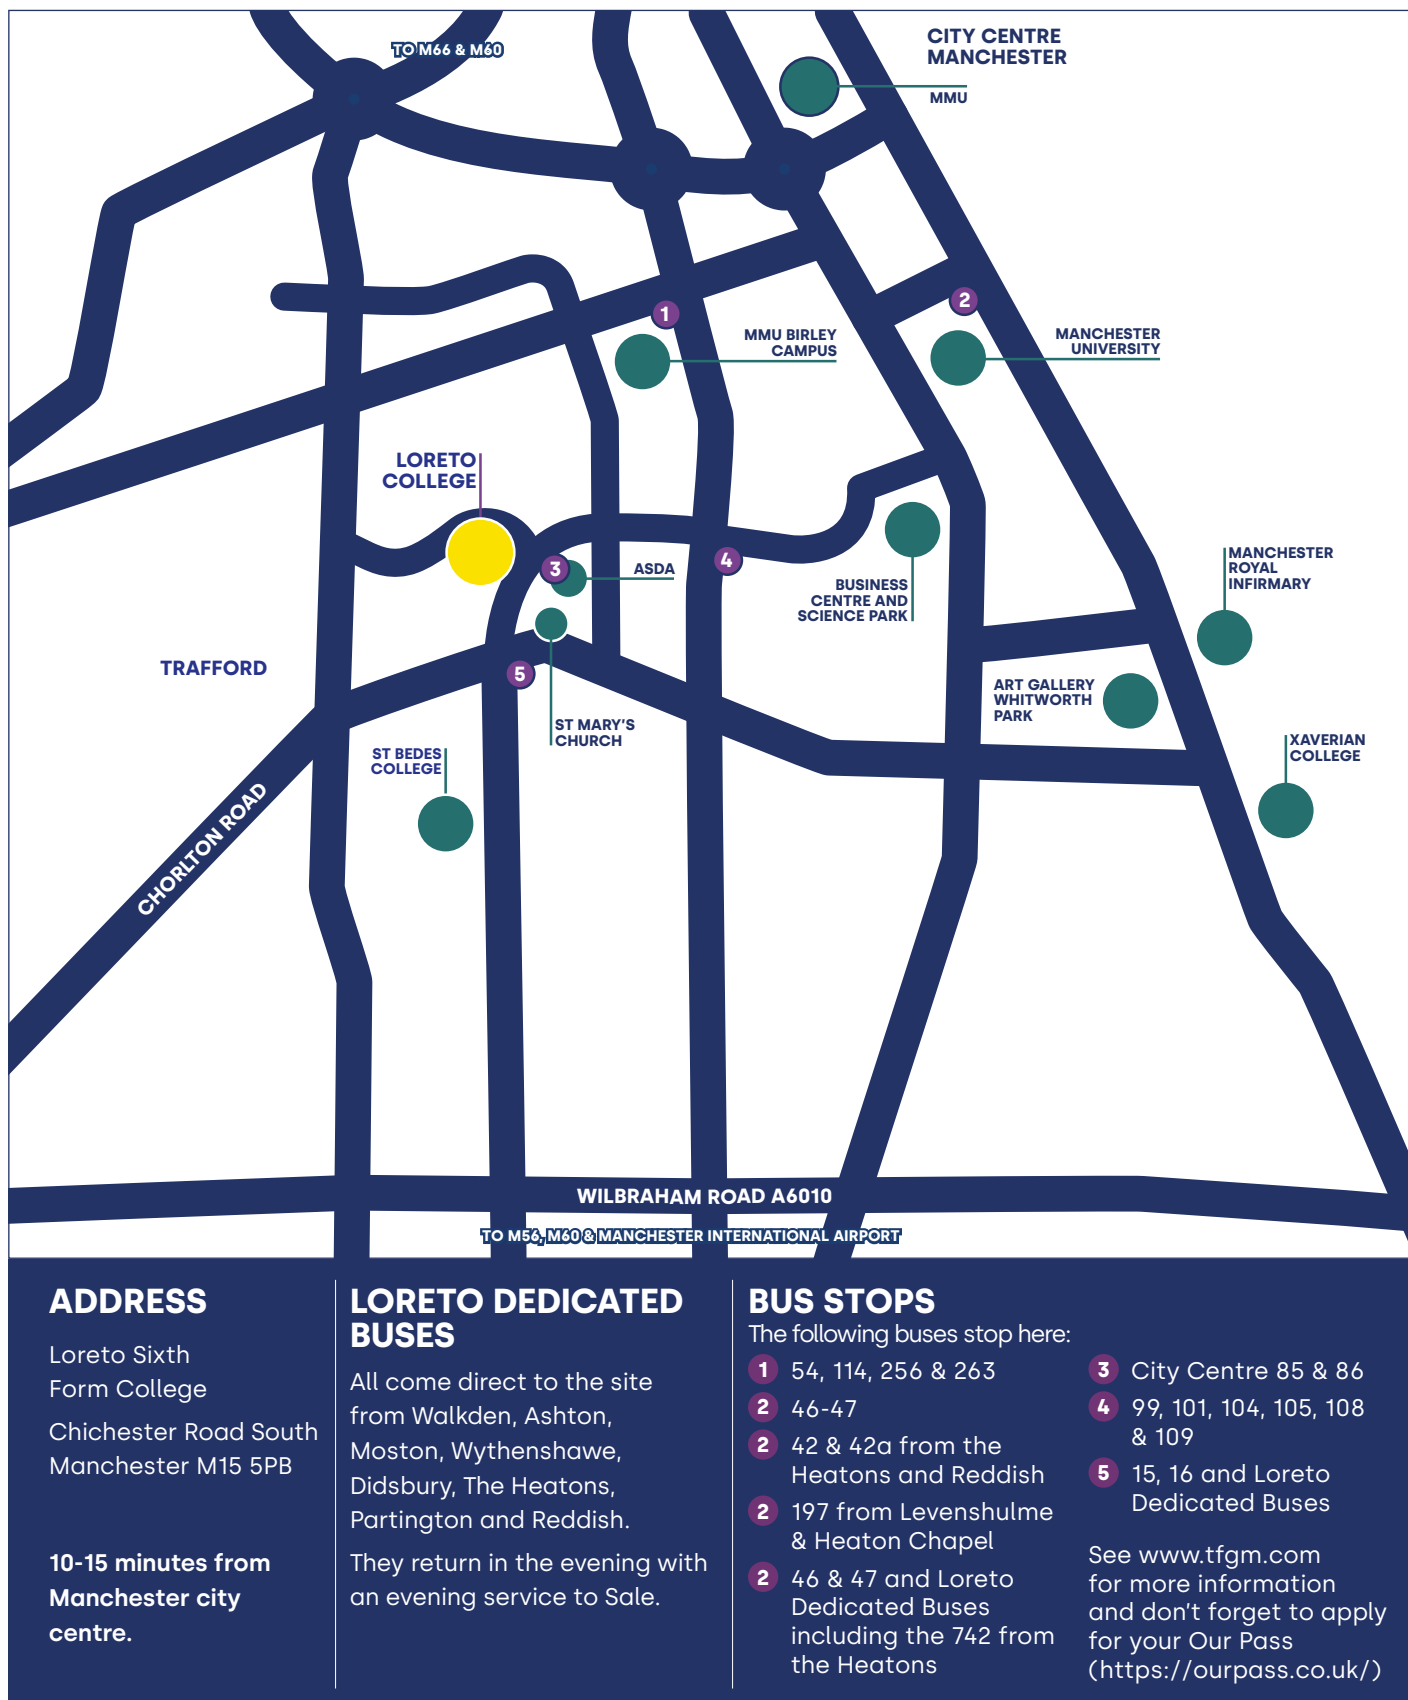 TO M66 & M60
CITY CENTRE
MANCHESTER
MMU
1
2
MMU BIRLEY
CAMPUS
MANCHESTER
UNIVERSITY
LORETO
COLLEGE
3
ASDA
4
BUSINESS
CENTRE AND
SCIENCE PARK
MANCHESTER
ROYAL
INFIRMARY
TRAFFORD
5
ART GALLERY
WHITWORTH
PARK
ST MARY'S
CHURCH
ST BEDES
COLLEGE
XAVERIAN
COLLEGE
CHORLTON ROAD
WILBRAHAM ROAD A6010
TO M56, M60 & MANCHESTER INTERNATIONAL AIRPORT
ADDRESS
Loreto Sixth
Form College
Chichester Road South
Manchester M15 5PB
10-15 minutes from
Manchester city
centre.
LORETO DEDICATED
BUSES
All come direct to the site
from Walkden, Ashton,
Moston, Wythenshawe,
Didsbury, The Heatons,
Partington and Reddish.
They return in the evening with
an evening service to Sale.
BUS STOPS
The following buses stop here:
1 54, 114, 256 & 263
2 46-47
2 42 & 42a from the
Heatons and Reddish
2 197 from Levenshulme
& Heaton Chapel
2 46 & 47 and Loreto
Dedicated Buses
including the 742 from
the Heatons
3 City Centre 85 & 86
4 99, 101, 104, 105, 108
& 109
5 15, 16 and Loreto
Dedicated Buses
See www.tfgm.com
for more information
and don't forget to apply
for your Our Pass
(https://ourpass.co.uk/)